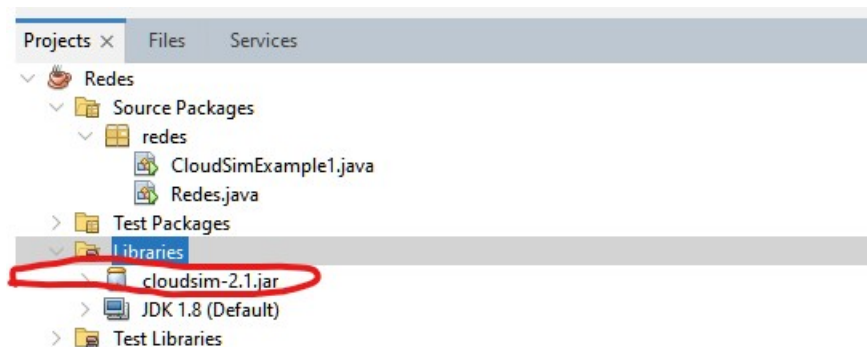 Projects × Files Services
Redes
Source Packages
redes
CloudSimExample1.java
Redes.java
Test Packages
Libraries
cloudsim-2.1.jar
JDK 1.8 (Default)
Test Libraries